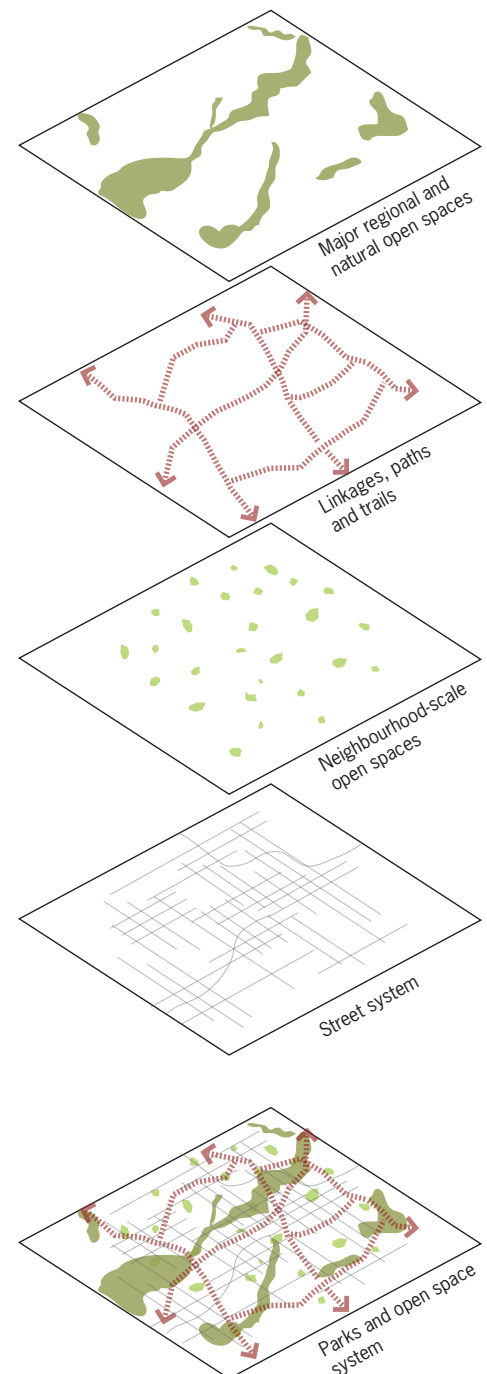 Major regional and
natural open spaces
Linkages, paths
and trails
Neighbourhood-scale
open spaces
Street system
Parks and open space
system